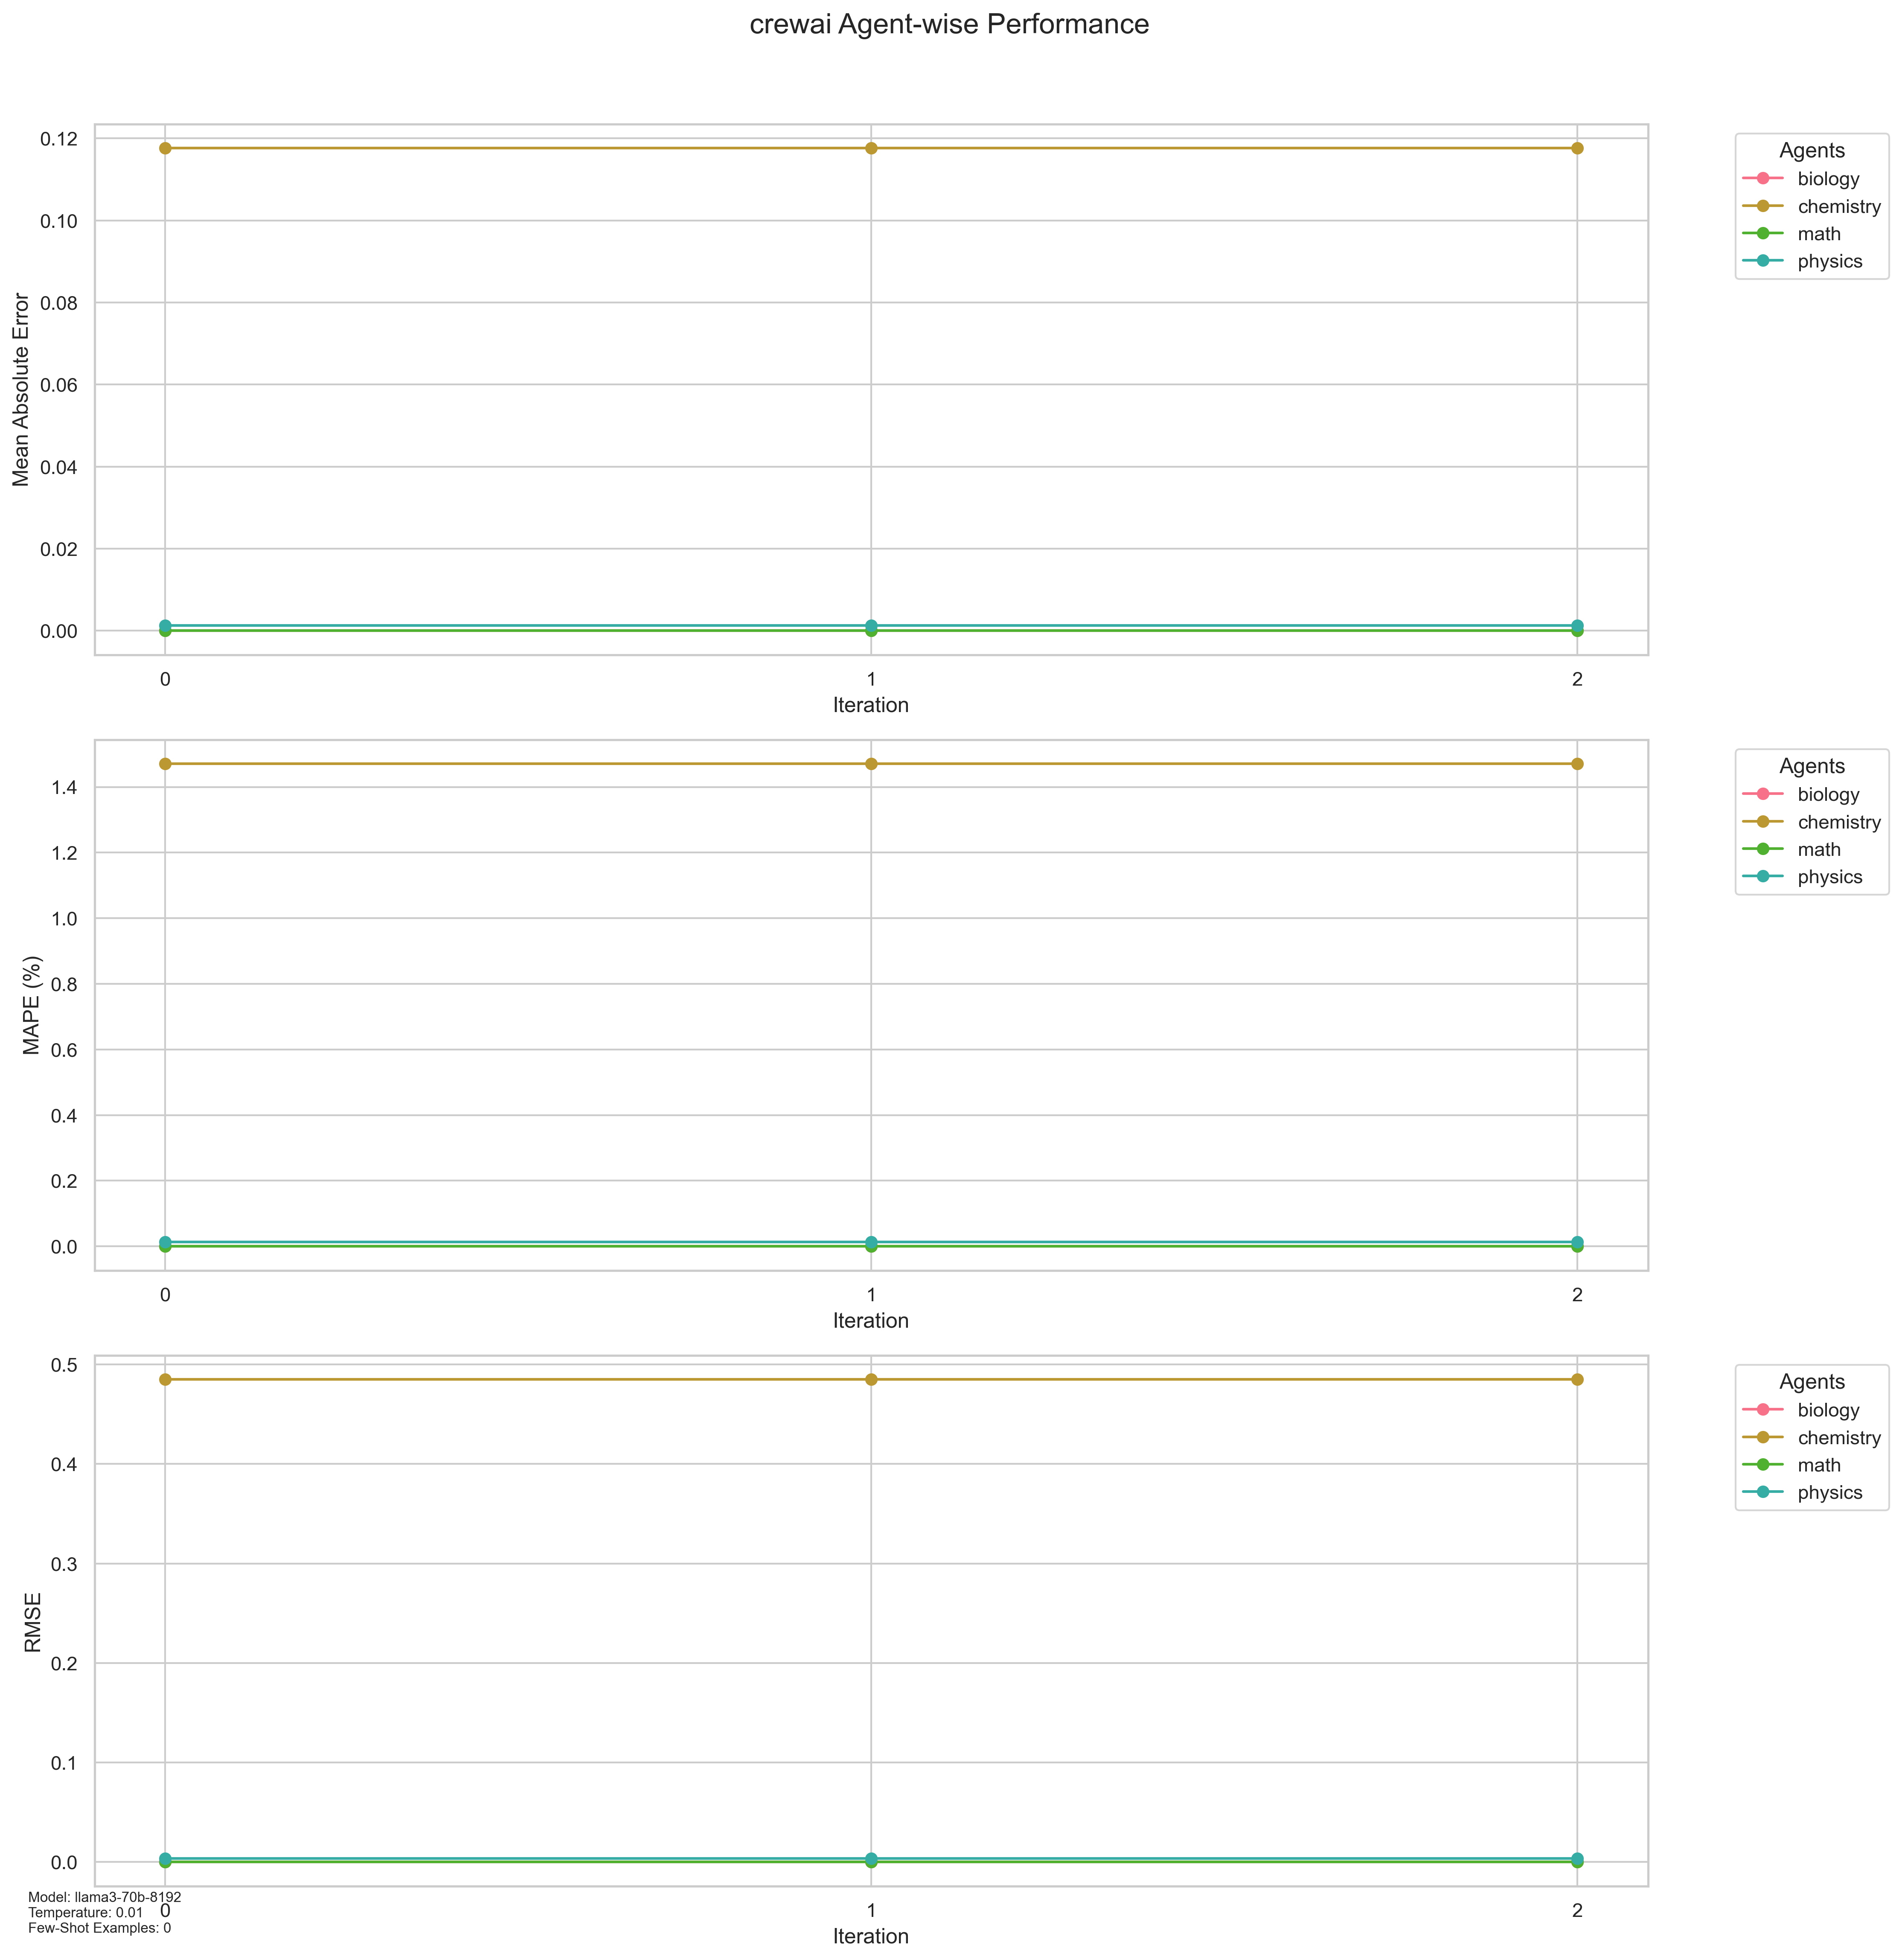 crewai Agent-wise Performance
0.12
0.10
0.08
0.06
0.04
0.02
0.00
Mean Absolute Error
0 1 2
Iteration
Agents
biology
chemistry
math
physics
1.4
1.2
1.0
0.8
0.6
0.4
0.2
0.0
MAPE (%)
0 1 2
Iteration
Agents
biology
chemistry
math
physics
0.5
0.4
0.3
0.2
0.1
0.0
RMSE
0 1 2
Iteration
Agents
biology
chemistry
math
physics
Model: llama3-70b-8192
Temperature: 0.01
Few-Shot Examples: 0